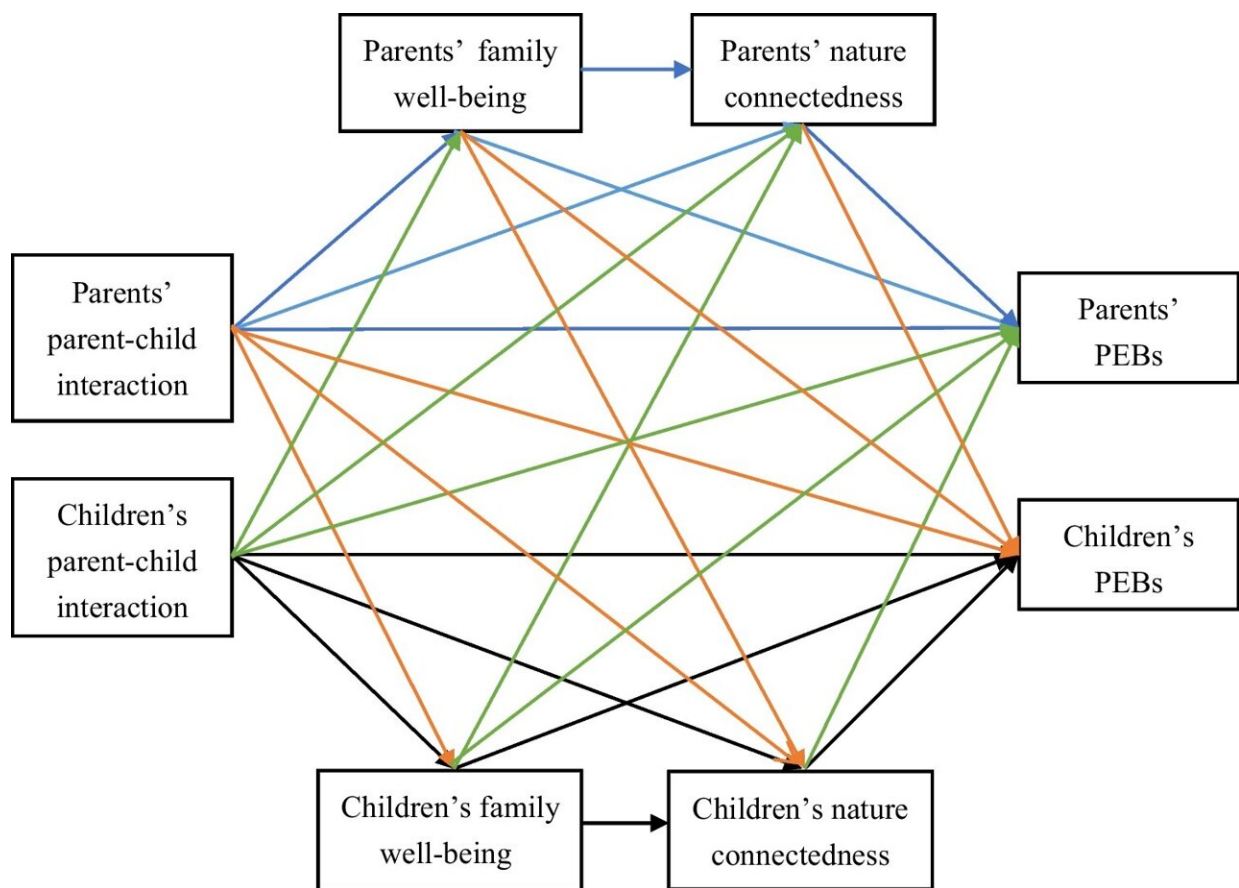 Parents’ family
well-being
Parents’ nature
connectedness
Parents’
parent-child
interaction
Parents’
PEBs
Children’s
parent-child
interaction
Children’s
PEBs
Children’s family
well-being
Children’s nature
connectedness